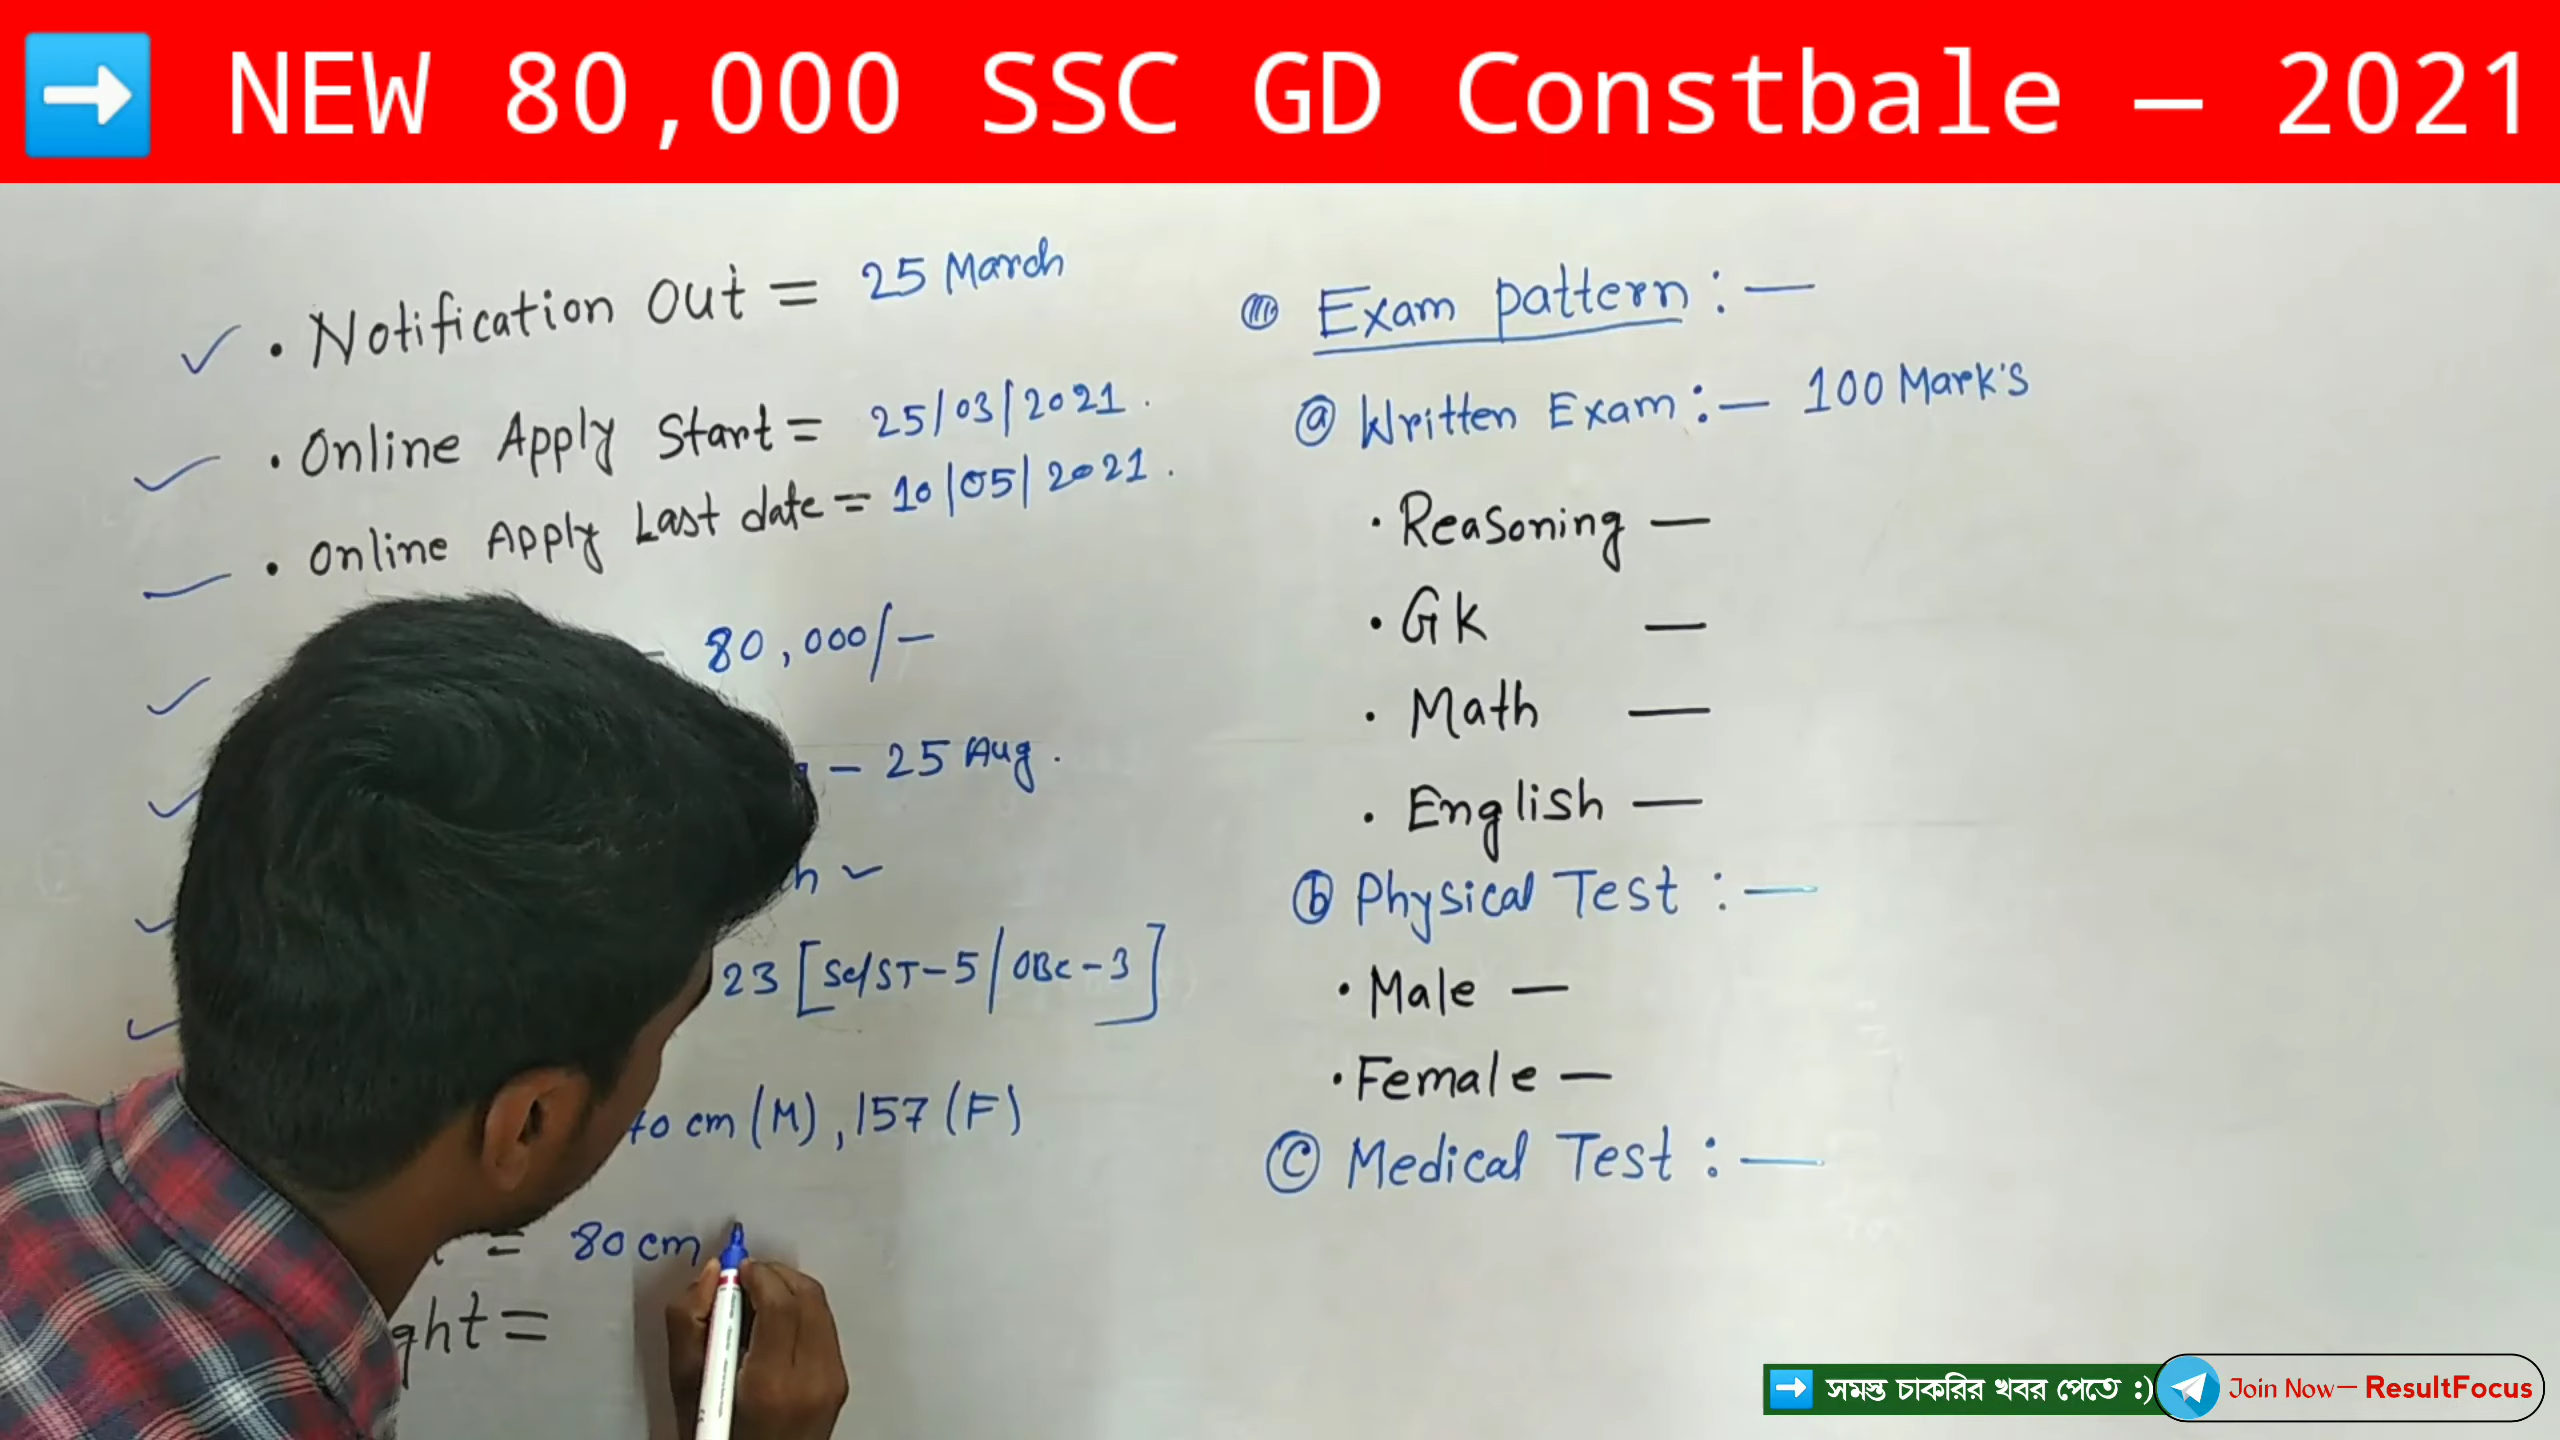 ➡ NEW 80,000 SSC GD Constbale – 2021
• Notification Out = 25 March
• Online Apply Start = 25/03/2021.
• Online Apply Last date = 10/05/2021.
80,000/-
– 25 Aug.
23 [SC/ST-5/OBC-3]
cm (M), 157 (F)
= 80 cm
ght =
Exam pattern :—
ⓐ Written Exam :— 100 Mark's
• Reasoning —
• GK —
• Math —
• English —
ⓑ Physical Test :—
• Male —
• Female —
ⓒ Medical Test :—
➡ সমস্ত চাকরির খবর পেতে :) Join Now— ResultFocus